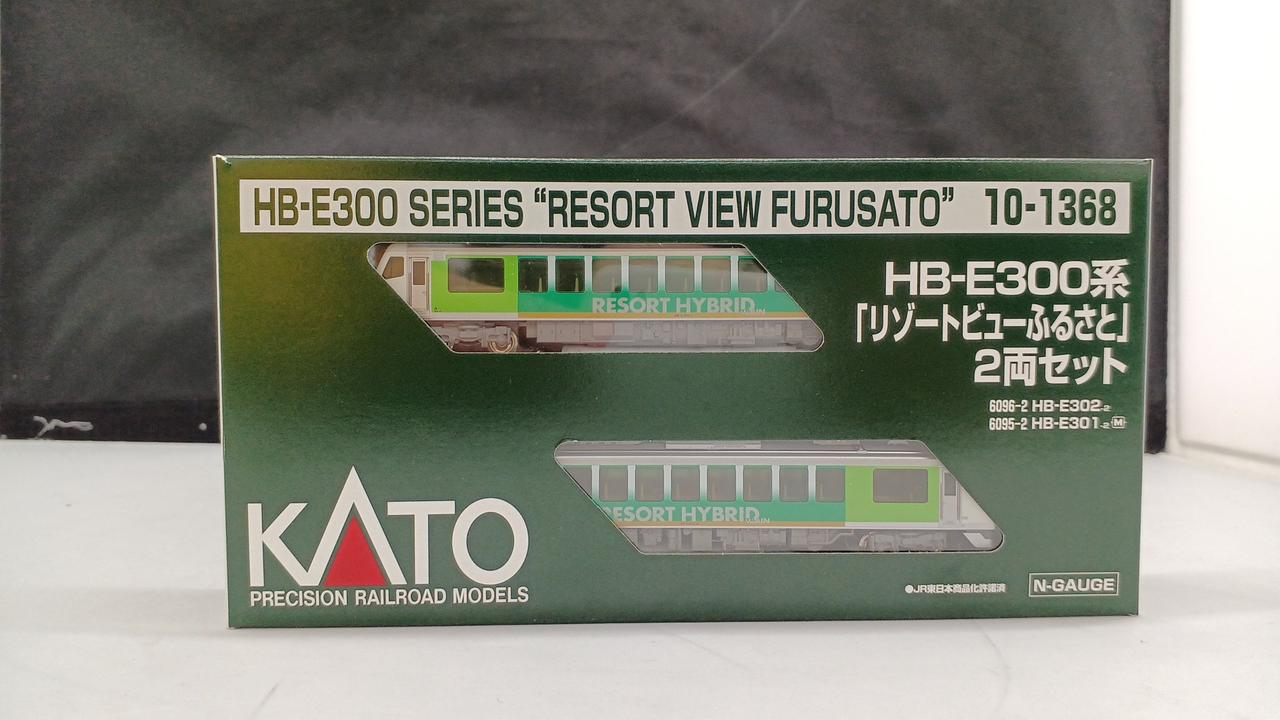 HB-E300 SERIES “RESORT VIEW FURUSATO” 10-1368
RESORT HYBRID
HB-E300系
「リゾートビューふるさと」
2両セット
6096-2 HB-E302-2
6095-2 HB-E301-2 M
RESORT HYBRID
KATO
PRECISION RAILROAD MODELS
●JR東日本商品化許諾済
N-GAUGE